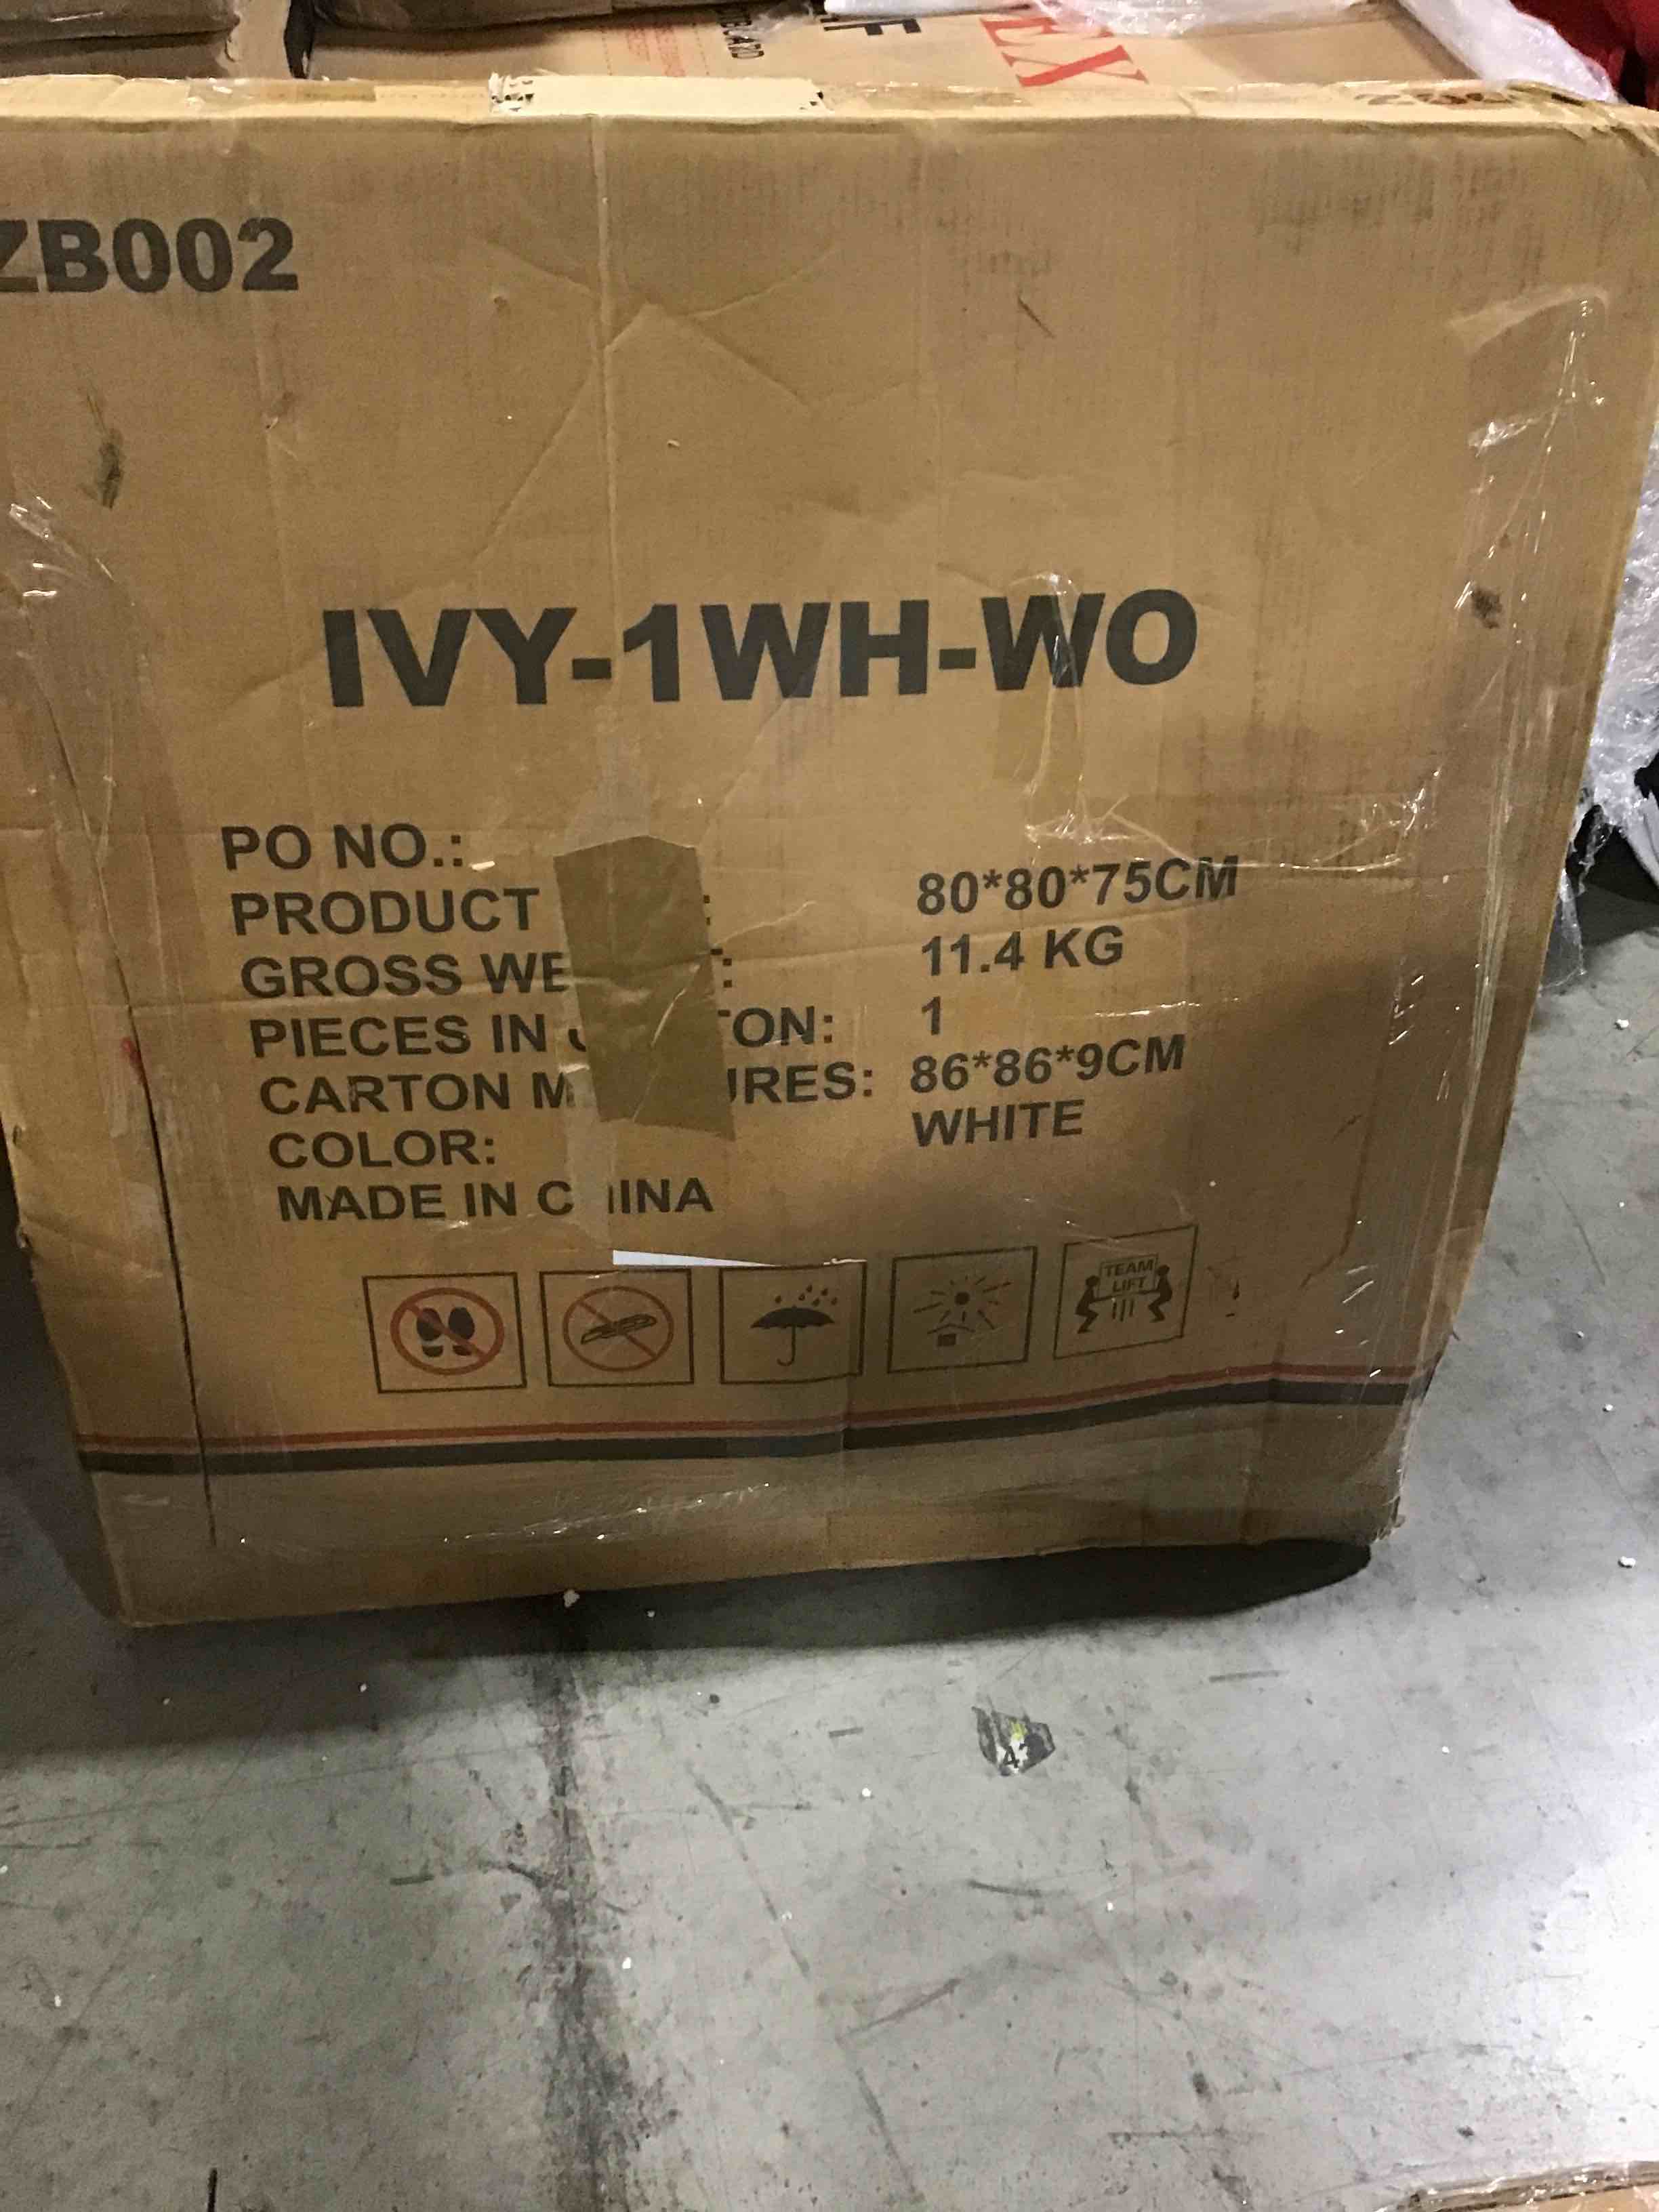 EX
ZB002
IVY-1WH-WO
PO NO.:
PRODUCT : 80*80*75CM
GROSS WE : 11.4 KG
PIECES IN TON: 1
CARTON M URES: 86*86*9CM
COLOR: WHITE
MADE IN C INA
TEAM
LIFT